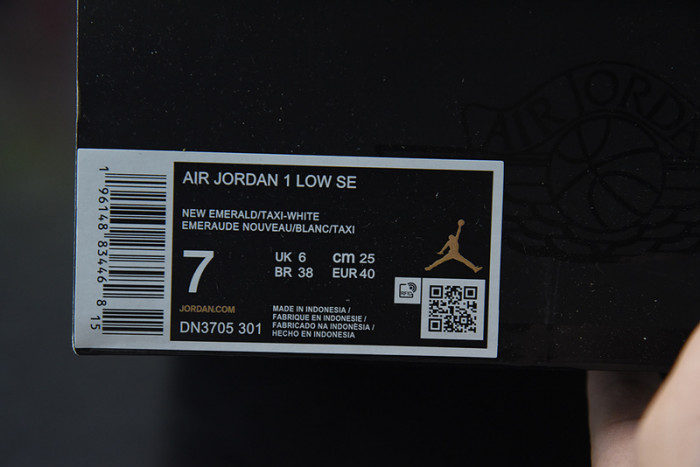 AIR JORDAN
AIR JORDAN 1 LOW SE
NEW EMERALD/TAXI-WHITE
EMERAUDE NOUVEAU/BLANC/TAXI
7
UK 6 cm 25
BR 38 EUR 40
JORDAN.COM
DN3705 301
MADE IN INDONESIA/
FABRIQUE EN INDONESIE/
FABRICADO NA INDONÉSIA/
HECHO EN INDONESIA
RFID
1 96148 83446 8 15